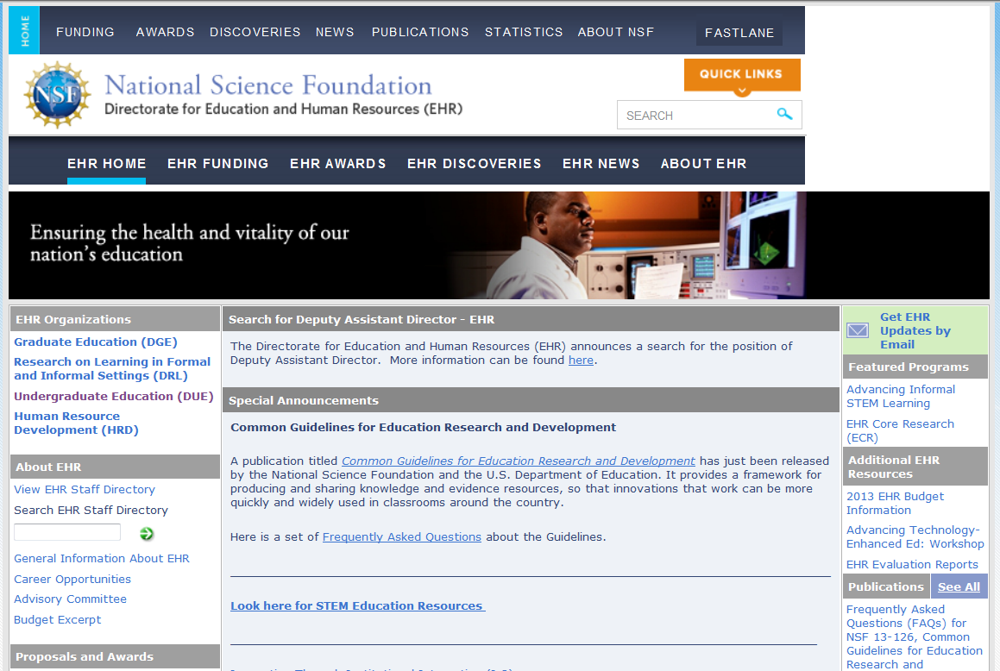 HOME
FUNDING AWARDS DISCOVERIES NEWS PUBLICATIONS STATISTICS ABOUT NSF FASTLANE
NSF
National Science Foundation
Directorate for Education and Human Resources (EHR)
QUICK LINKS
SEARCH
EHR HOME EHR FUNDING EHR AWARDS EHR DISCOVERIES EHR NEWS ABOUT EHR
Ensuring the health and vitality of our
nation's education
EHR Organizations
Graduate Education (DGE)
Research on Learning in Formal
and Informal Settings (DRL)
Undergraduate Education (DUE)
Human Resource
Development (HRD)
About EHR
View EHR Staff Directory
Search EHR Staff Directory
General Information About EHR
Career Opportunities
Advisory Committee
Budget Excerpt
Proposals and Awards
Search for Deputy Assistant Director - EHR
The Directorate for Education and Human Resources (EHR) announces a search for the position of
Deputy Assistant Director. More information can be found here.
Special Announcements
Common Guidelines for Education Research and Development
A publication titled Common Guidelines for Education Research and Development has just been released
by the National Science Foundation and the U.S. Department of Education. It provides a framework for
producing and sharing knowledge and evidence resources, so that innovations that work can be more
quickly and widely used in classrooms around the country.
Here is a set of Frequently Asked Questions about the Guidelines.
Look here for STEM Education Resources
Get EHR
Updates by
Email
Featured Programs
Advancing Informal
STEM Learning
EHR Core Research
(ECR)
Additional EHR
Resources
2013 EHR Budget
Information
Advancing Technology-
Enhanced Ed: Workshop
EHR Evaluation Reports
Publications See All
Frequently Asked
Questions (FAQs) for
NSF 13-126, Common
Guidelines for Education
Research and